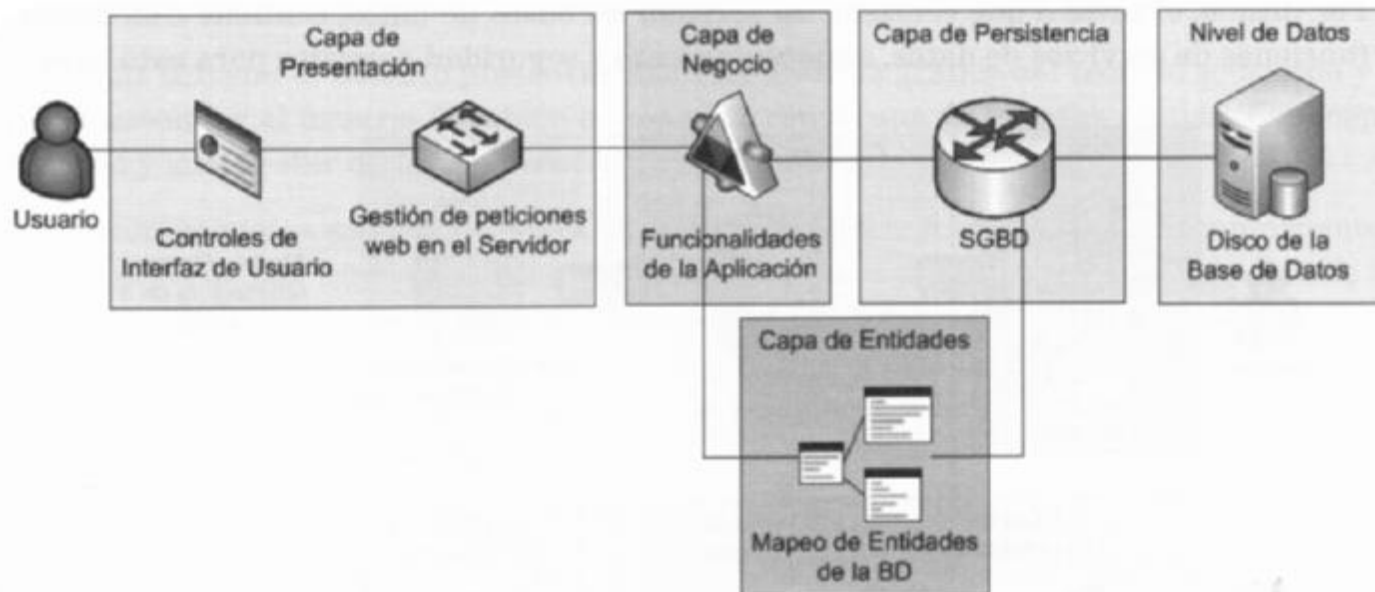 Capa de
Presentación
Capa de
Negocio
Capa de Persistencia
Nivel de Datos
Usuario
Controles de
Interfaz de Usuario
Gestión de peticiones
web en el Servidor
Funcionalidades
de la Aplicación
SGBD
Disco de la
Base de Datos
Capa de Entidades
Mapeo de Entidades
de la BD